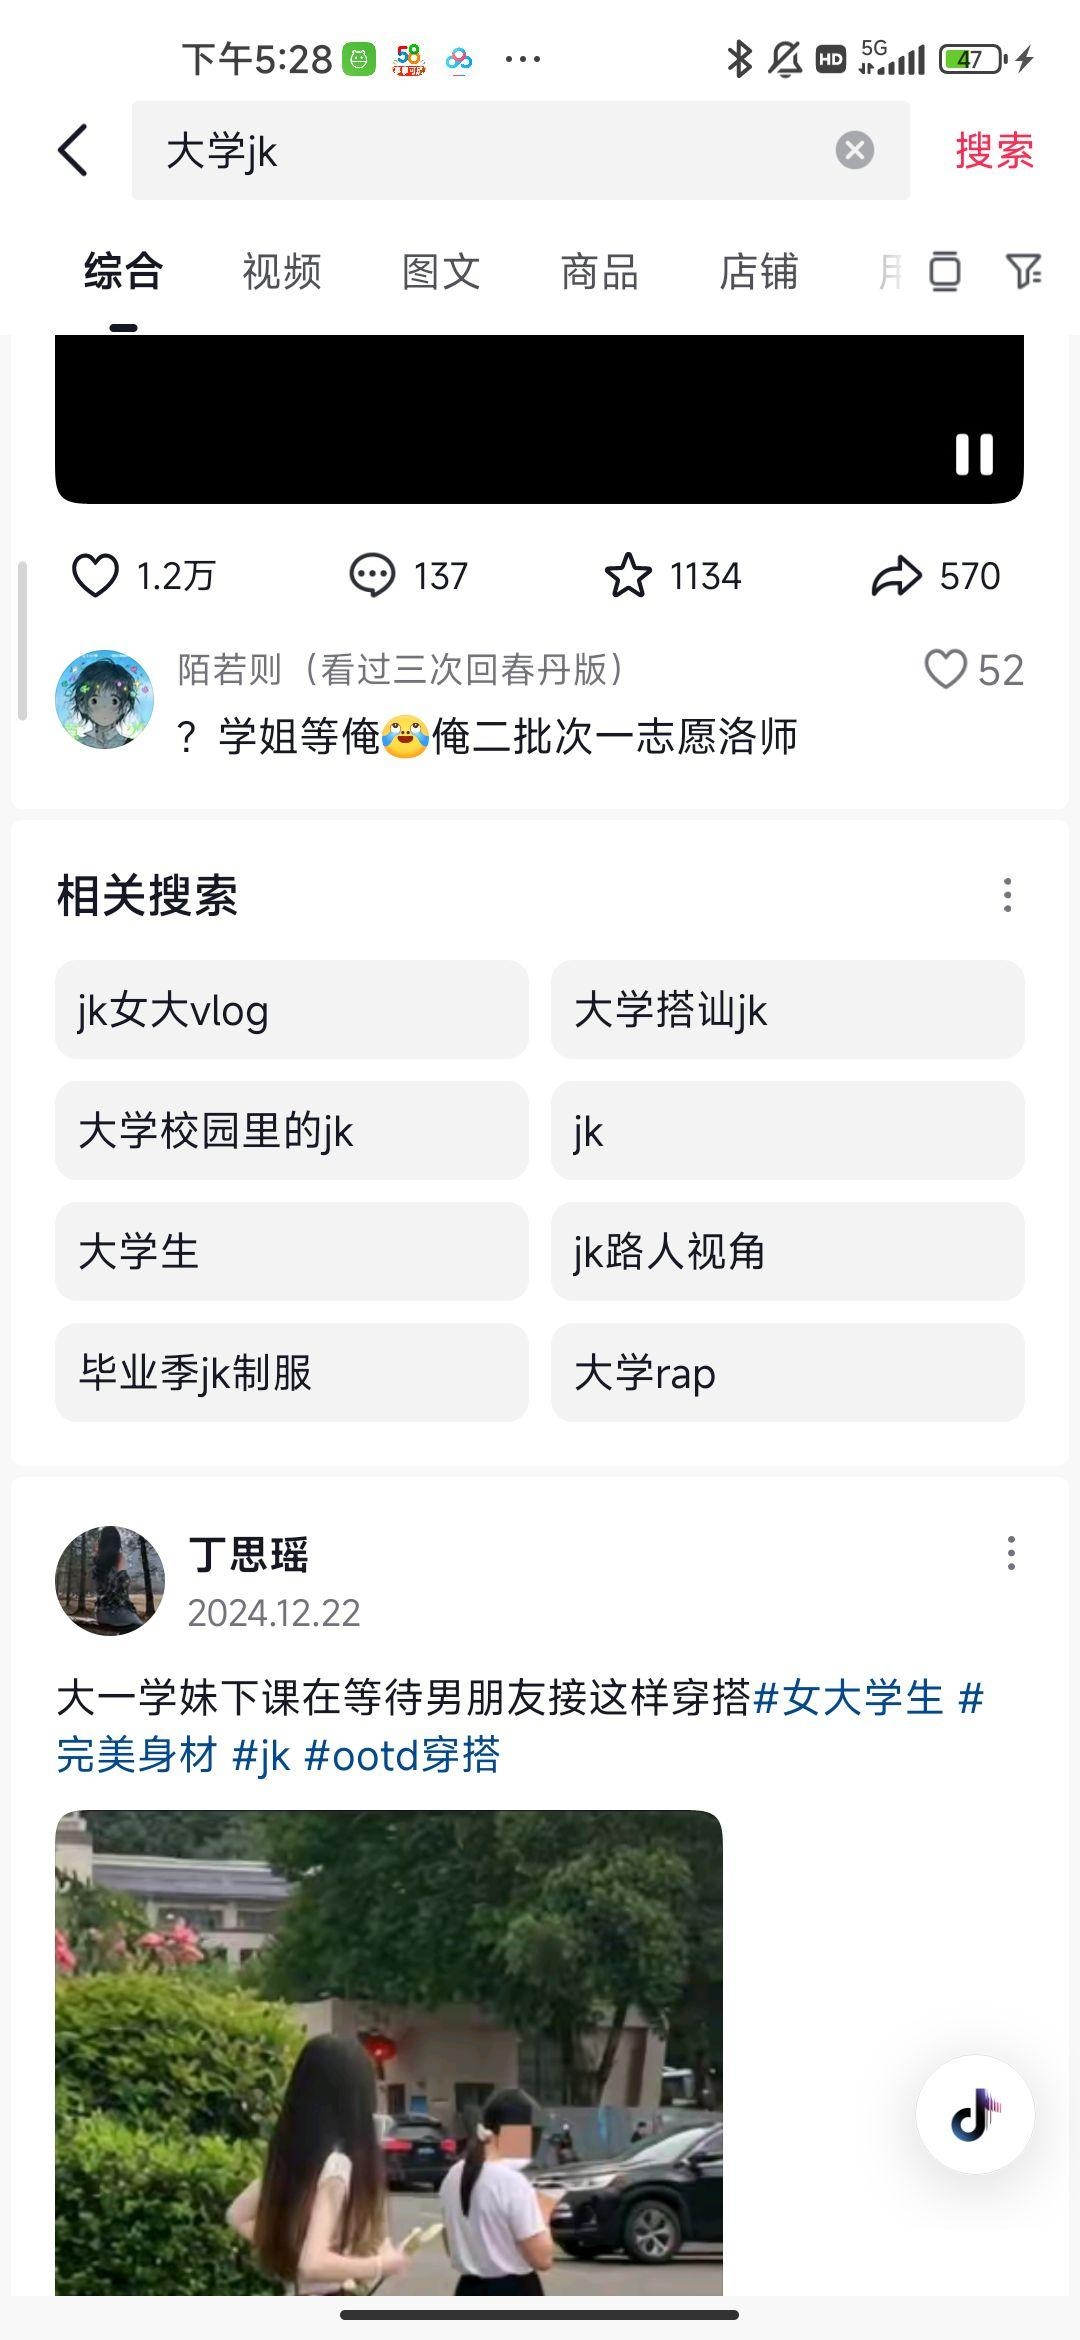 下午5:28
58
HD
5G
47
大学jk
搜索
综合
视频
图文
商品
店铺
1.2万
137
1134
570
陌若则（看过三次回春丹版）
52
？学姐等俺😂俺二批次一志愿洛师
相关搜索
jk女大vlog
大学搭讪jk
大学校园里的jk
jk
大学生
jk路人视角
毕业季jk制服
大学rap
丁思瑶
2024.12.22
大一学妹下课在等待男朋友接这样穿搭#女大学生 #
完美身材 #jk #ootd穿搭